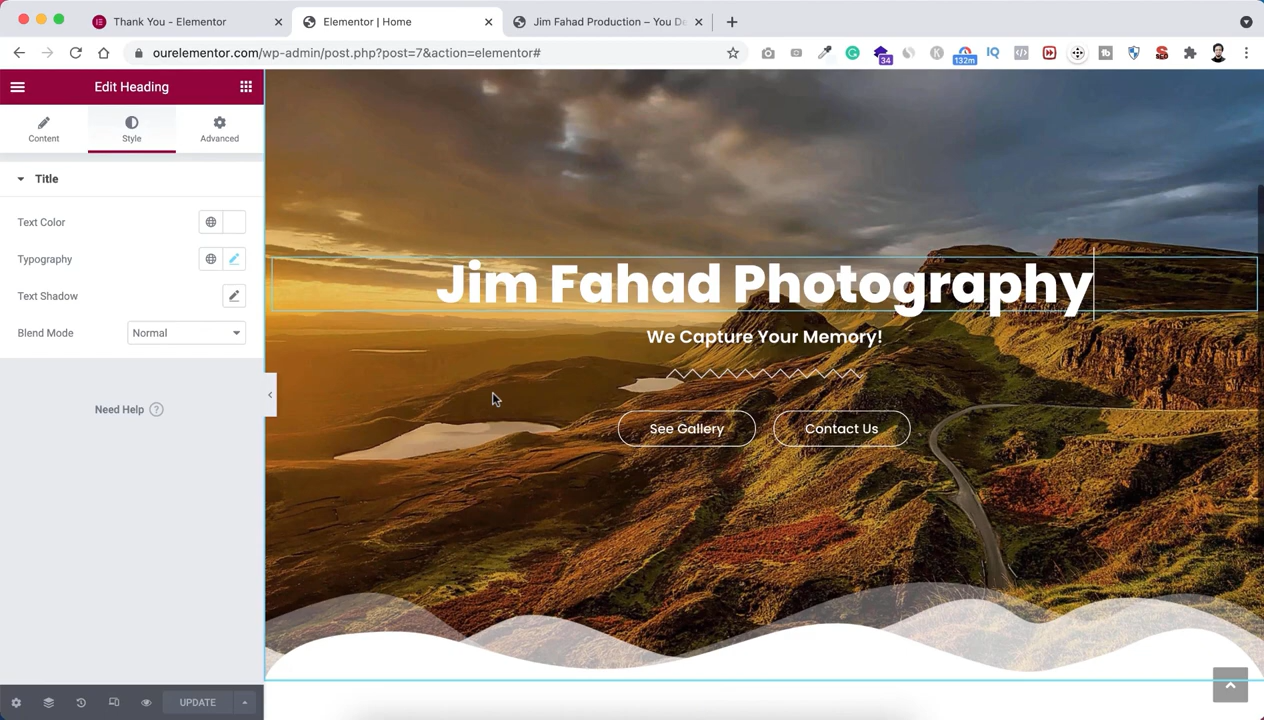 Thank You - Elementor
Elementor | Home
Jim Fahad Production – You De
ourelementor.com/wp-admin/post.php?post=7&action=elementor#
34
132m
IQ
Edit Heading
Content
Style
Advanced
Title
Text Color
Typography
Text Shadow
Blend Mode
Normal
Need Help ?
UPDATE
Jim Fahad Photography
We Capture Your Memory!
See Gallery
Contact Us